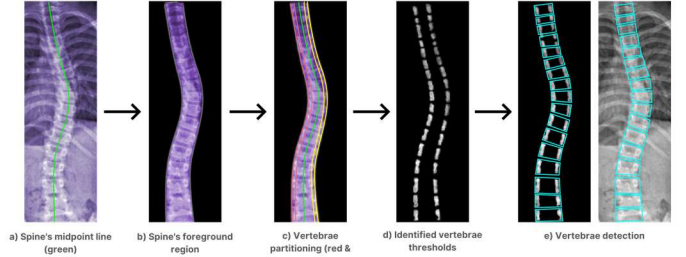 a) Spine's midpoint line
(green)
b) Spine's foreground
region
c) Vertebrae
partitioning (red &
d) Identified vertebrae
thresholds
e) Vertebrae detection